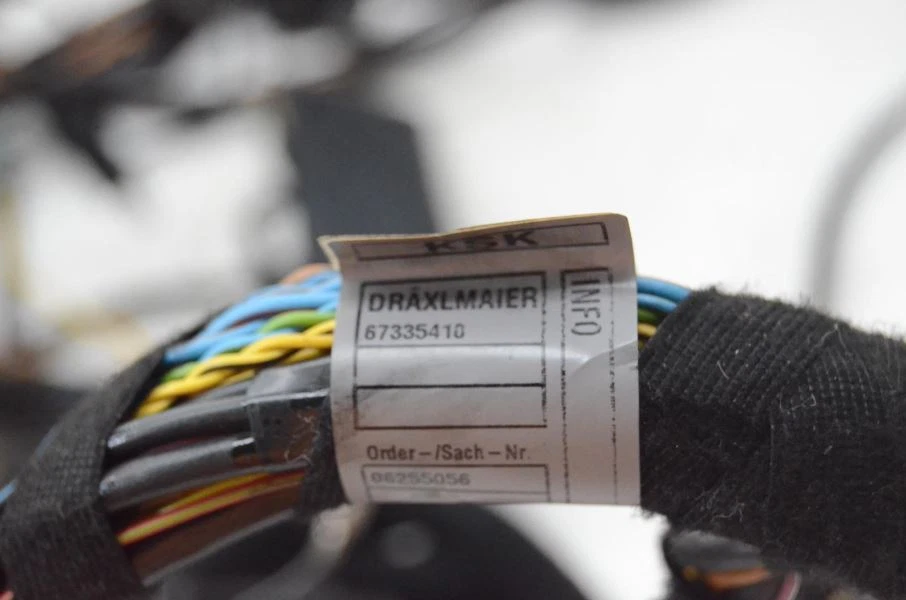 KSK
DRÄXLMAIER
67335410
INFO
Order-/Sach-Nr.
06255056